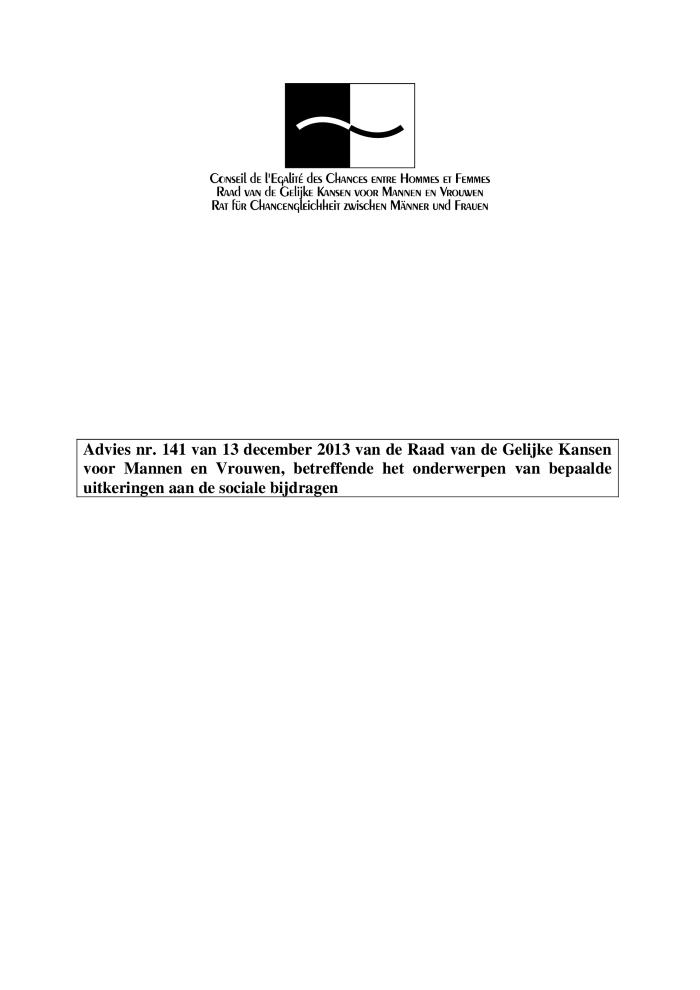 Conseil de l'Egalité des Chances entre Hommes et Femmes
Raad van de Gelijke Kansen voor Mannen en Vrouwen
Rat für Chancengleichheit zwischen Männer und Frauen
Advies nr. 141 van 13 december 2013 van de Raad van de Gelijke Kansen
voor Mannen en Vrouwen, betreffende het onderwerpen van bepaalde
uitkeringen aan de sociale bijdragen